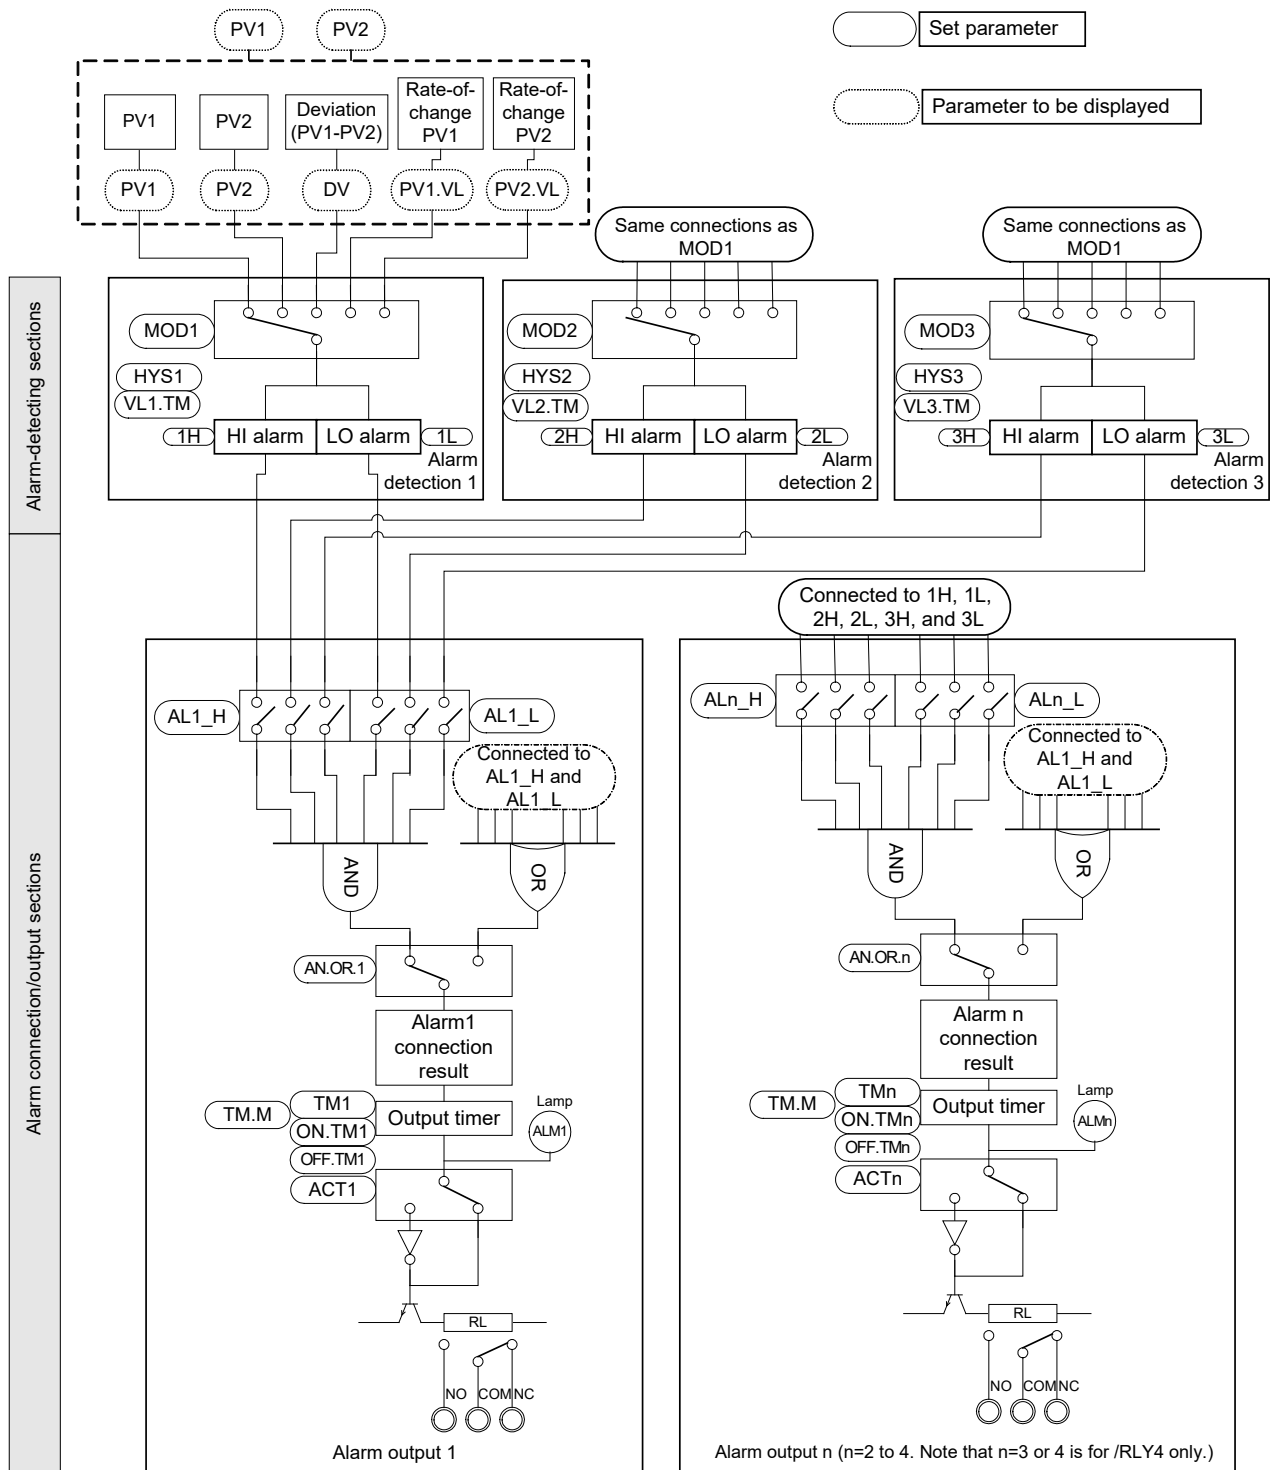 PV1
PV2
Set parameter
Parameter to be displayed
PV1
PV2
Deviation
(PV1-PV2)
Rate-of-
change
PV1
Rate-of-
change
PV2
PV1
PV2
DV
PV1.VL
PV2.VL
Same connections as
MOD1
Same connections as
MOD1
Alarm-detecting sections
MOD1
HYS1
VL1.TM
1H
HI alarm
LO alarm
1L
Alarm
detection 1
MOD2
HYS2
VL2.TM
2H
HI alarm
LO alarm
2L
Alarm
detection 2
MOD3
HYS3
VL3.TM
3H
HI alarm
LO alarm
3L
Alarm
detection 3
Alarm connection/output sections
AL1_H
AL1_L
Connected to
AL1_H and
AL1_L
AND
OR
AN.OR.1
Alarm1
connection
result
TM.M
TM1
ON.TM1
OFF.TM1
Output timer
Lamp
ALM1
ACT1
RL
NO
COM
NC
Alarm output 1
Connected to 1H, 1L,
2H, 2L, 3H, and 3L
ALn_H
ALn_L
Connected to
AL1_H and
AL1_L
AND
OR
AN.OR.n
Alarm n
connection
result
TM.M
TMn
ON.TMn
OFF.TMn
Output timer
Lamp
ALMn
ACTn
RL
NO
COM
NC
Alarm output n (n=2 to 4. Note that n=3 or 4 is for /RLY4 only.)